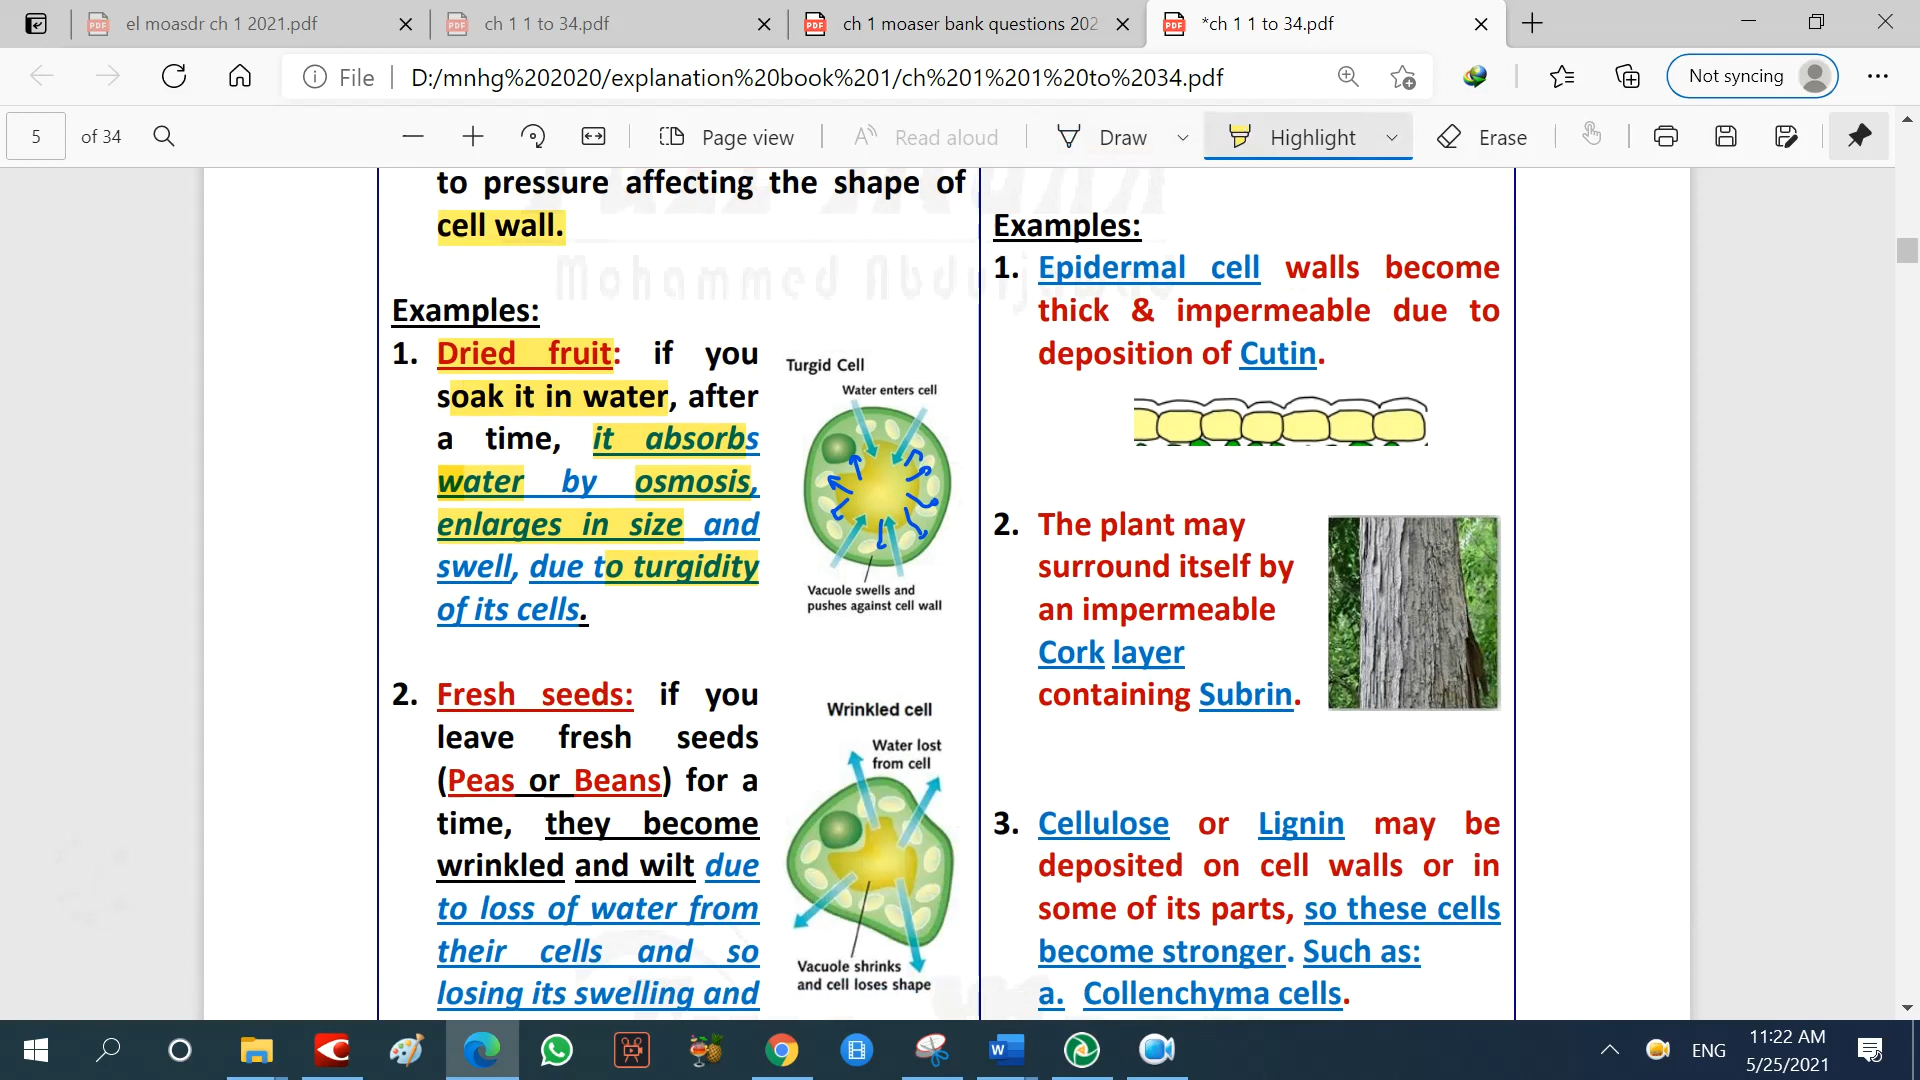 el moasdr ch 1 2021.pdf
ch 1 1 to 34.pdf
ch 1 moaser bank questions 202
*ch 1 1 to 34.pdf
File
D:/mnhg%202020/explanation%20book%201/ch%201%201%20to%2034.pdf
Not syncing
5 of 34
Page view
Read aloud
Draw
Highlight
Erase
to pressure affecting the shape of
cell wall.
Mohammed
Examples:
1. Dried fruit: if you
soak it in water, after
a time, it absorbs
water by osmosis,
enlarges in size and
swell, due to turgidity
of its cells.
Turgid Cell
Water enters cell
Vacuole swells and
pushes against cell wall
2. Fresh seeds: if you
leave fresh seeds
(Peas or Beans) for a
time, they become
wrinkled and wilt due
to loss of water from
their cells and so
losing its swelling and
Wrinkled cell
Water lost
from cell
Vacuole shrinks
and cell loses shape
Examples:
1. Epidermal cell walls become
thick & impermeable due to
deposition of Cutin.
2. The plant may
surround itself by
an impermeable
Cork layer
containing Subrin.
3. Cellulose or Lignin may be
deposited on cell walls or in
some of its parts, so these cells
become stronger. Such as:
a. Collenchyma cells.
ENG
11:22 AM
5/25/2021